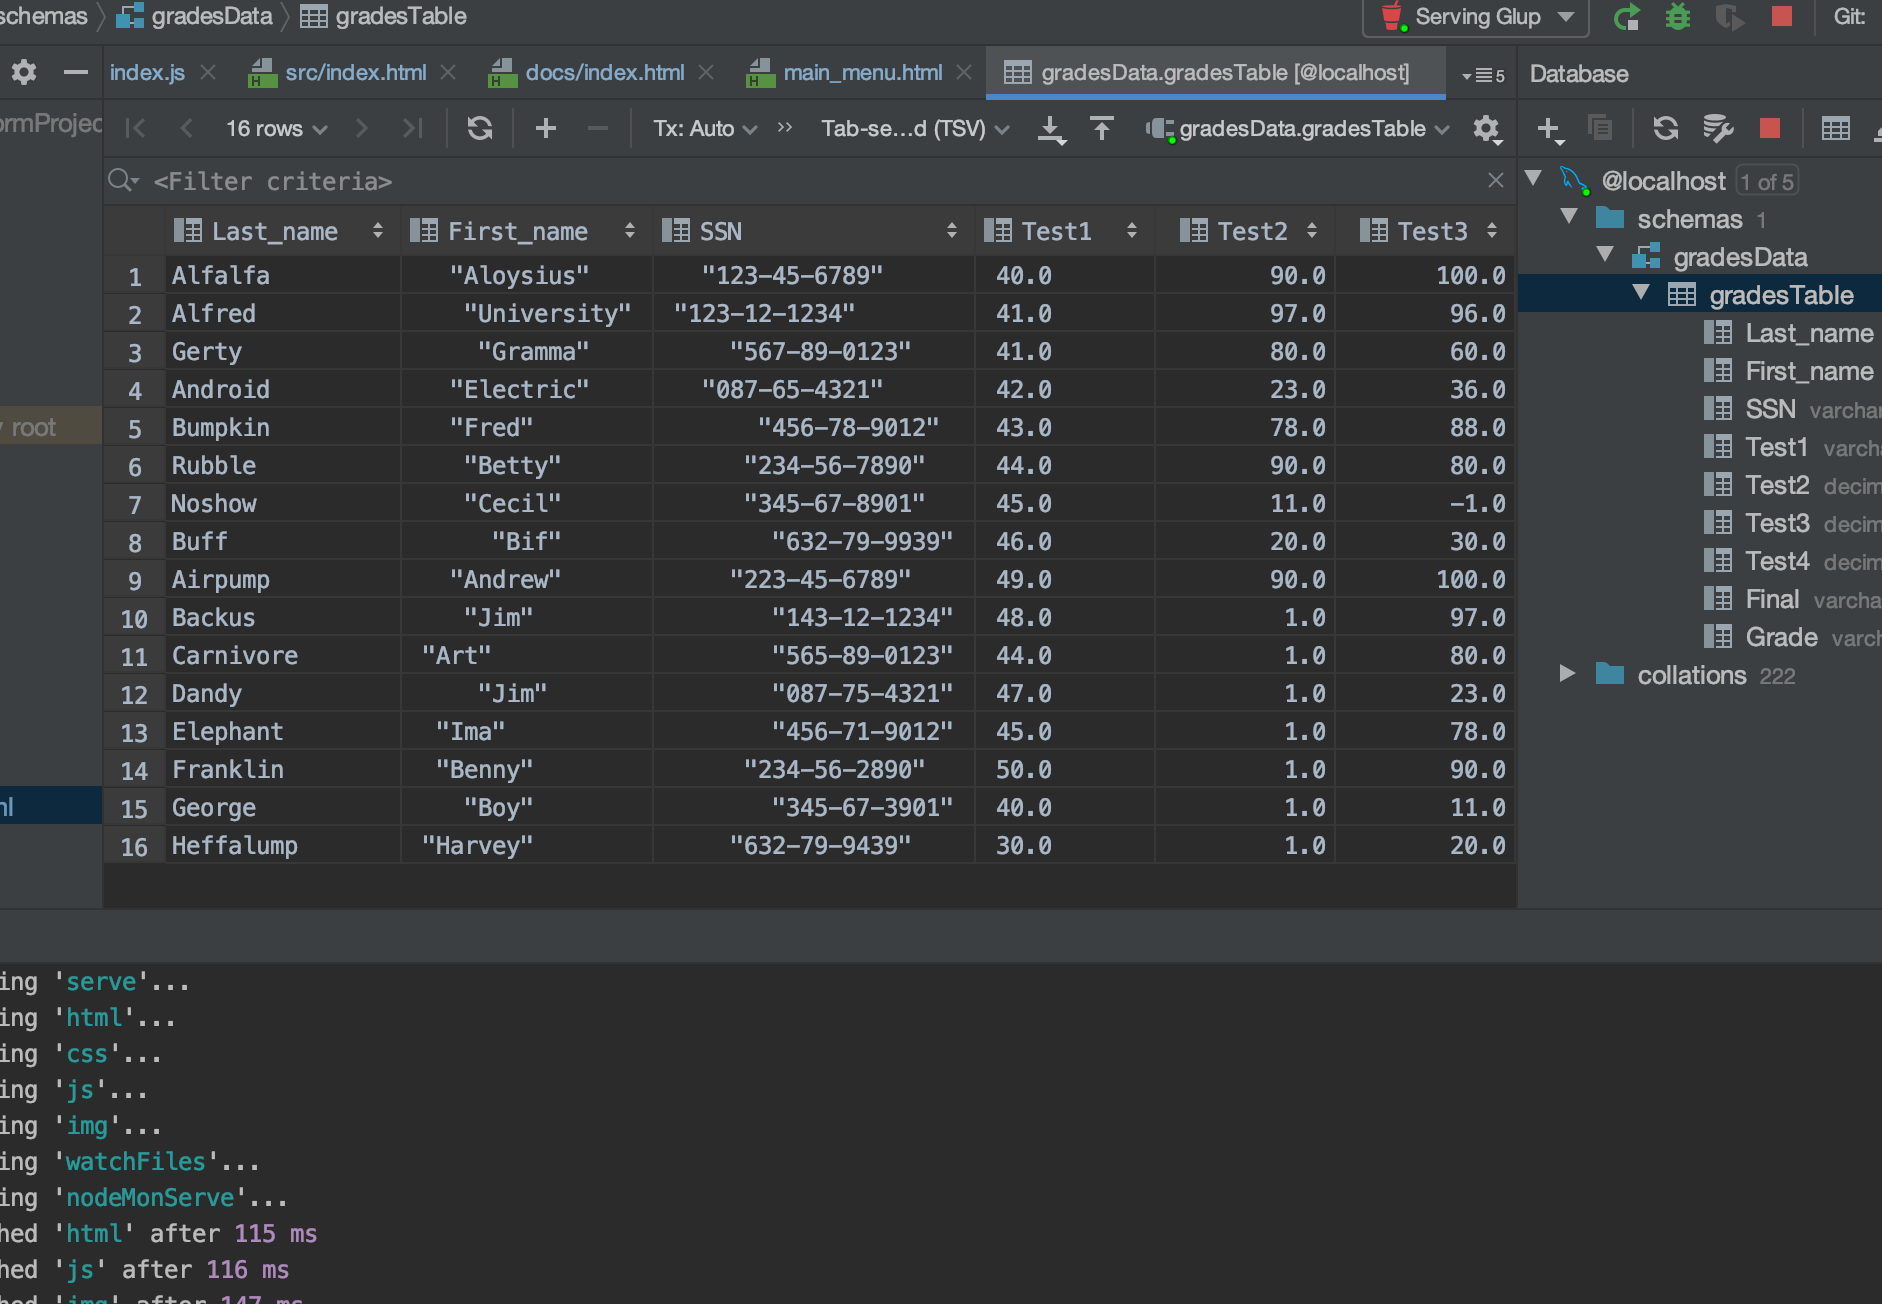 schemas gradesData gradesTable Serving Glup Git:
index.js src/index.html docs/index.html main_menu.html gradesData.gradesTable [@localhost] 5 Database
ormProjec 16 rows Tx: Auto Tab-se...d (TSV) gradesData.gradesTable
<Filter criteria> @localhost 1 of 5
schemas 1
Last_name First_name SSN Test1 Test2 Test3
gradesData
1 Alfalfa "Aloysius" "123-45-6789" 40.0 90.0 100.0
gradesTable
2 Alfred "University" "123-12-1234" 41.0 97.0 96.0
Last_name
3 Gerty "Gramma" "567-89-0123" 41.0 80.0 60.0
First_name
4 Android "Electric" "087-65-4321" 42.0 23.0 36.0
SSN varchar
root 5 Bumpkin "Fred" "456-78-9012" 43.0 78.0 88.0
Test1 varcha
6 Rubble "Betty" "234-56-7890" 44.0 90.0 80.0
Test2 decim
7 Noshow "Cecil" "345-67-8901" 45.0 11.0 -1.0
Test3 decim
8 Buff "Bif" "632-79-9939" 46.0 20.0 30.0
Test4 decim
9 Airpump "Andrew" "223-45-6789" 49.0 90.0 100.0
Final varcha
10 Backus "Jim" "143-12-1234" 48.0 1.0 97.0
Grade varch
11 Carnivore "Art" "565-89-0123" 44.0 1.0 80.0
collations 222
12 Dandy "Jim" "087-75-4321" 47.0 1.0 23.0
13 Elephant "Ima" "456-71-9012" 45.0 1.0 78.0
14 Franklin "Benny" "234-56-2890" 50.0 1.0 90.0
nl 15 George "Boy" "345-67-3901" 40.0 1.0 11.0
16 Heffalump "Harvey" "632-79-9439" 30.0 1.0 20.0
ing 'serve'...
ing 'html'...
ing 'css'...
ing 'js'...
ing 'img'...
ing 'watchFiles'...
ing 'nodeMonServe'...
hed 'html' after 115 ms
hed 'js' after 116 ms
hed 'img' after 147 ms